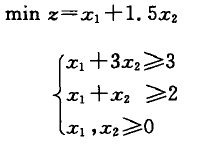 min z=x₁+1.5x₂
x₁+3x₂⩾3
x₁+x₂ ⩾2
x₁,x₂⩾0